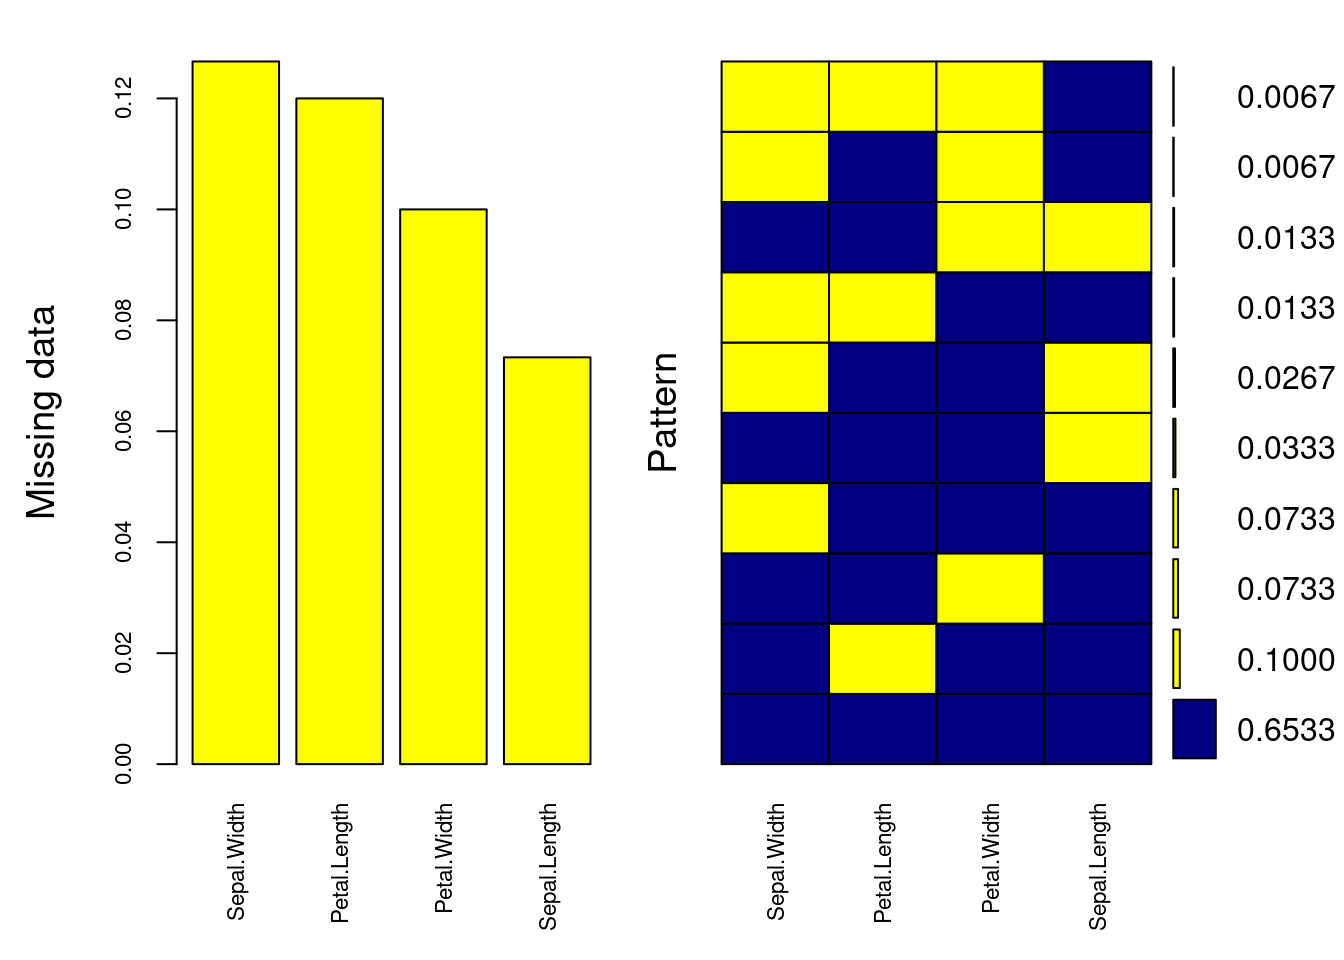 Missing data
0.00
0.02
0.04
0.06
0.08
0.10
0.12
Sepal.Width
Petal.Length
Petal.Width
Sepal.Length
Pattern
Sepal.Width
Petal.Length
Petal.Width
Sepal.Length
0.0067
0.0067
0.0133
0.0133
0.0267
0.0333
0.0733
0.0733
0.1000
0.6533